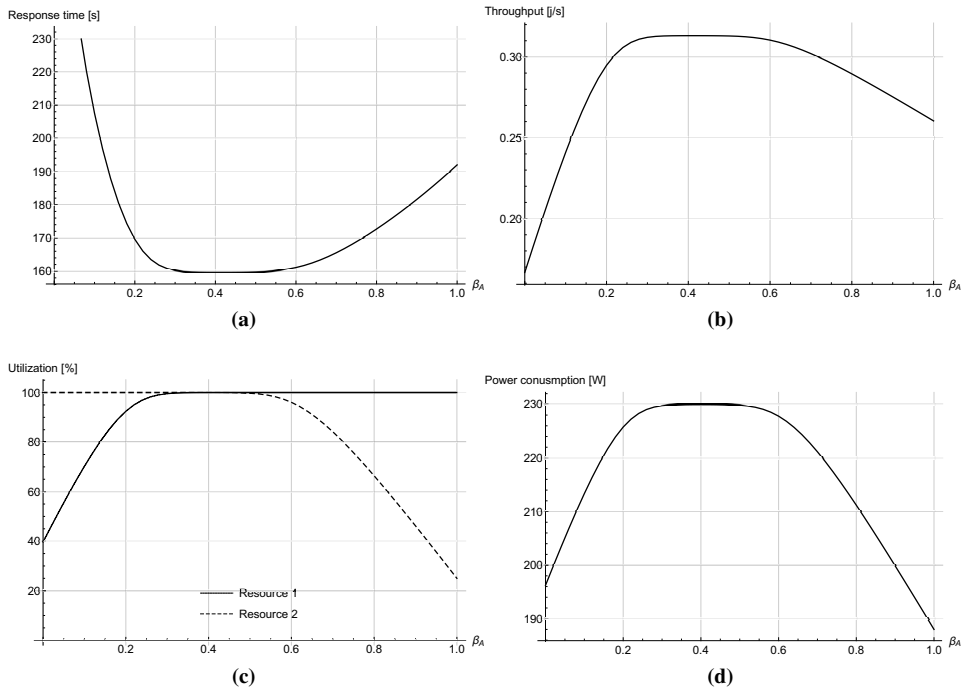 Response time [s]
230
220
210
200
190
180
170
160
0.2 0.4 0.6 0.8 1.0 βA
(a)
Throughput [j/s]
0.30
0.25
0.20
0.2 0.4 0.6 0.8 1.0 βA
(b)
Utilization [%]
100
80
60
40
20
Resource 1
Resource 2
0.2 0.4 0.6 0.8 1.0 βA
(c)
Power conusmption [W]
230
220
210
200
190
0.2 0.4 0.6 0.8 1.0 βA
(d)